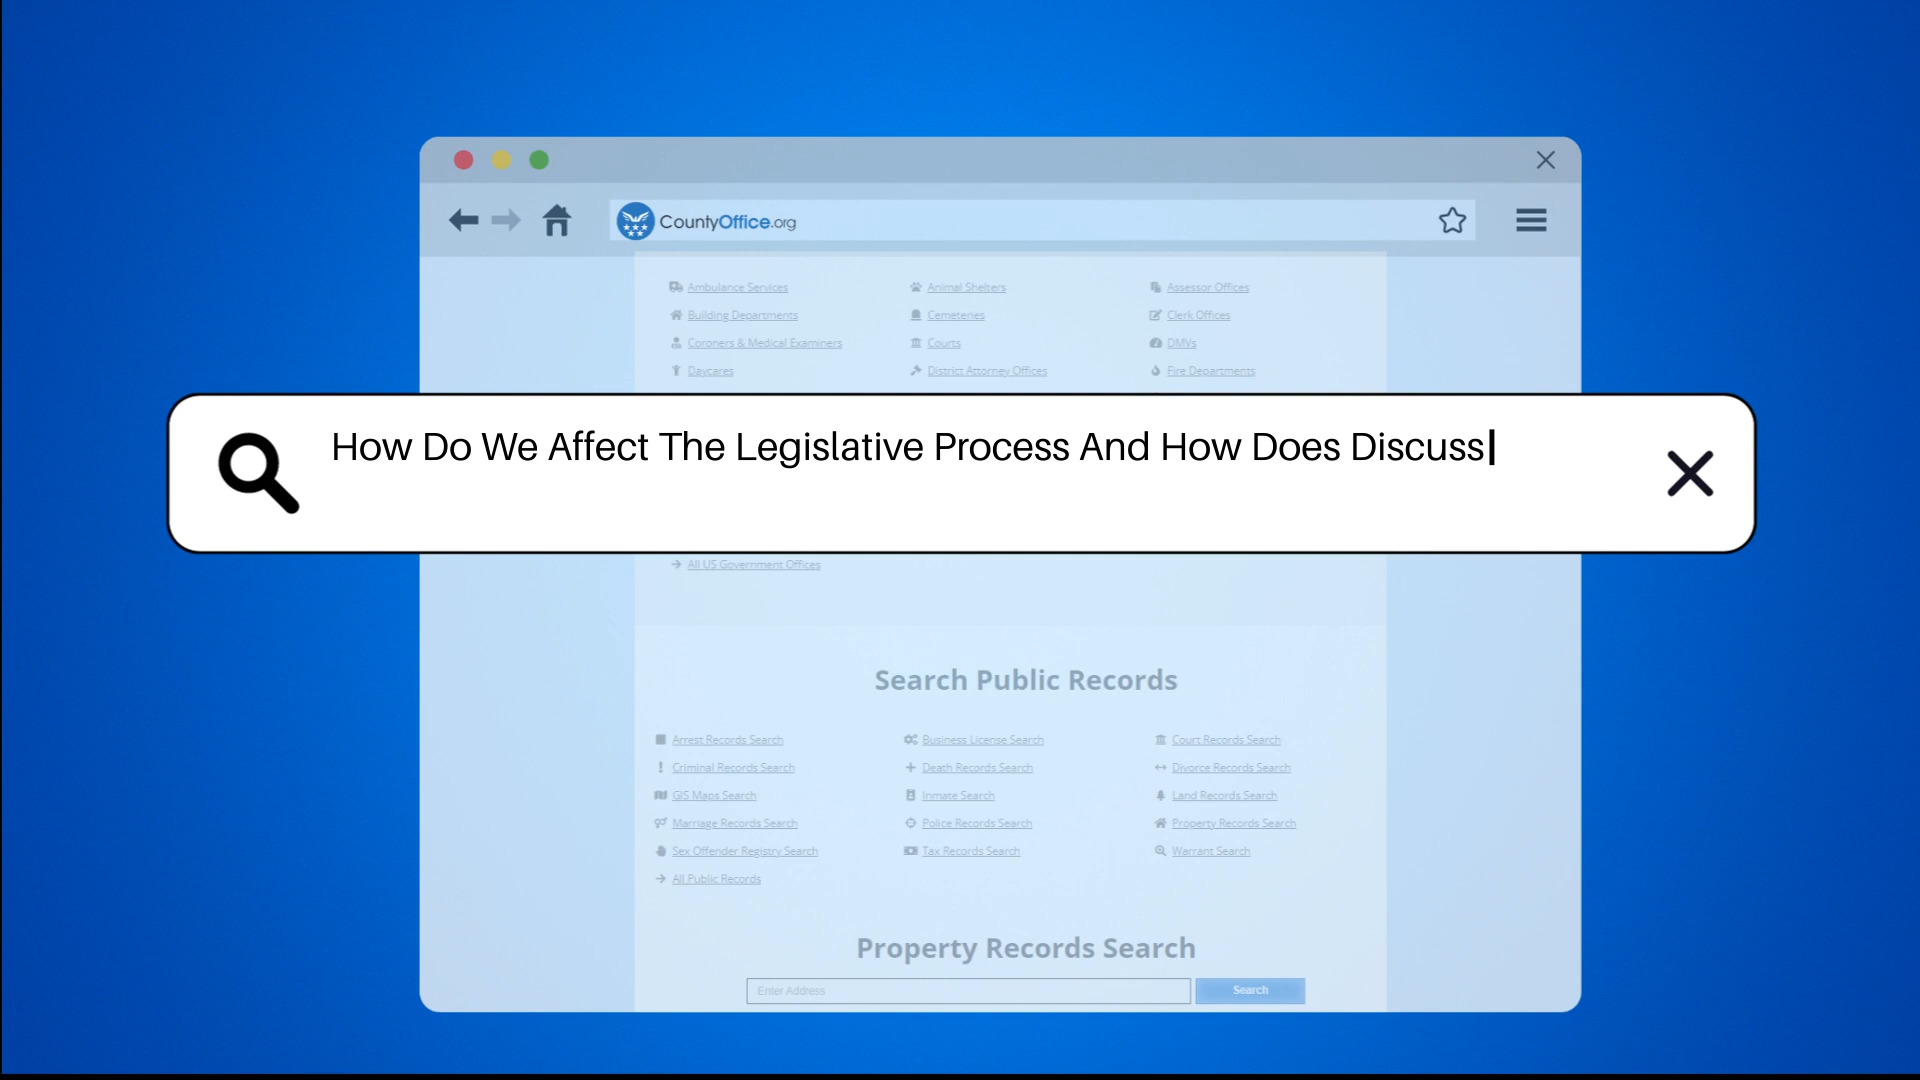 CountyOffice.org
Ambulance Services Animal Shelters Assessor Offices
Building Departments Cemeteries Clerk Offices
Coroners & Medical Examiners Courts DMVs
Daycares District Attorney Offices Fire Departments
How Do We Affect The Legislative Process And How Does Discuss
All US Government Offices
Search Public Records
Arrest Records Search Business License Search Court Records Search
Criminal Records Search Death Records Search Divorce Records Search
GIS Maps Search Inmate Search Land Records Search
Marriage Records Search Police Records Search Property Records Search
Sex Offender Registry Search Tax Records Search Warrant Search
All Public Records
Property Records Search
Enter Address Search